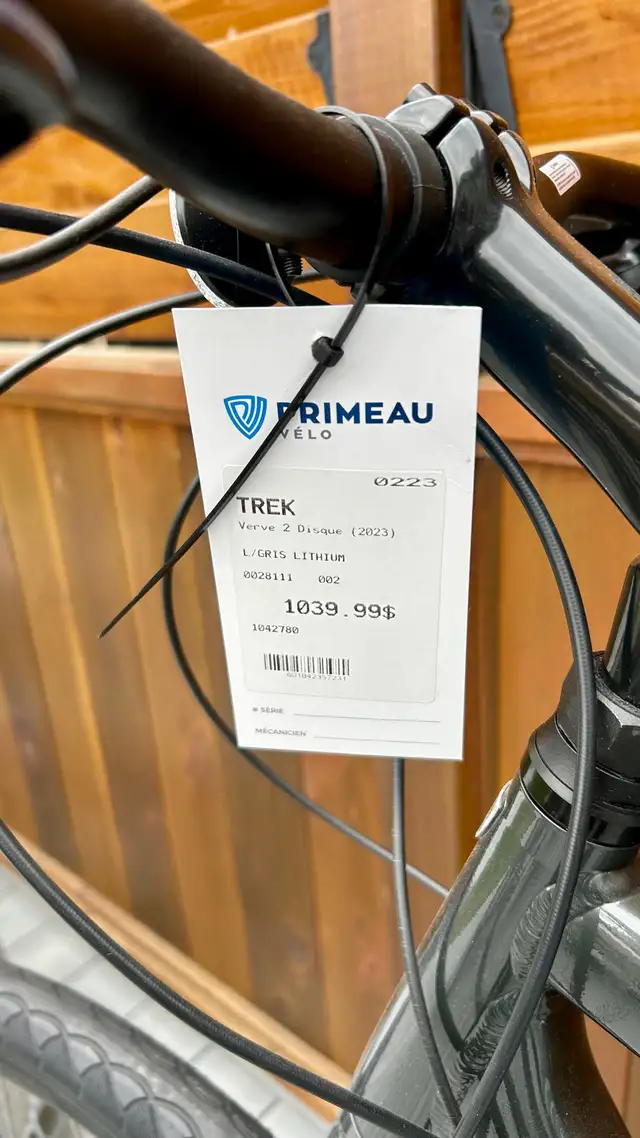 PRIMEAU
VÉLO
0223
TREK
Verve 2 Disque (2023)
L/GRIS LITHIUM
0028111 002
1039.99$
1042780
# SÉRIE
MÉCANICIEN